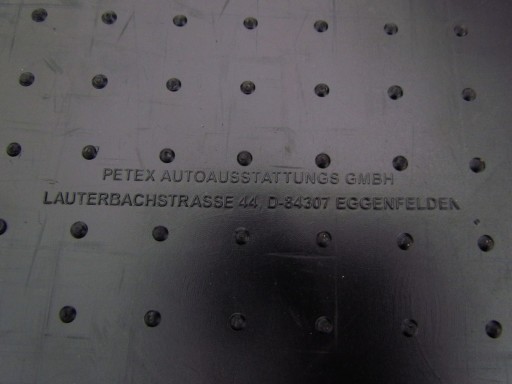 PETEX AUTOAUSSTATTUNGS GMBH
LAUTERBACHSTRASSE 44, D-84307 EGGENFELDEN